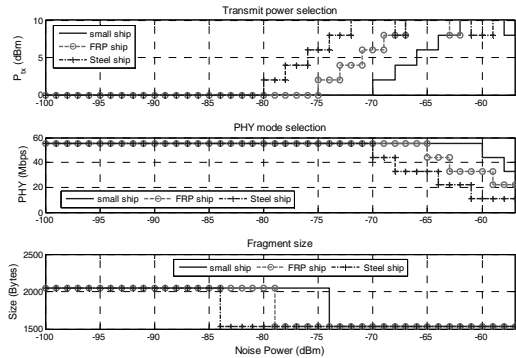 Transmit power selection
10
5
0
P_tx (dBm)
small ship
FRP ship
Steel ship
-100 -95 -90 -85 -80 -75 -70 -65 -60
PHY mode selection
60
40
20
0
PHY (Mbps)
small ship FRP ship Steel ship
-100 -95 -90 -85 -80 -75 -70 -65 -60
Fragment size
2500
2000
1500
Size (Bytes)
small ship FRP ship Steel ship
-100 -95 -90 -85 -80 -75 -70 -65 -60
Noise Power (dBm)